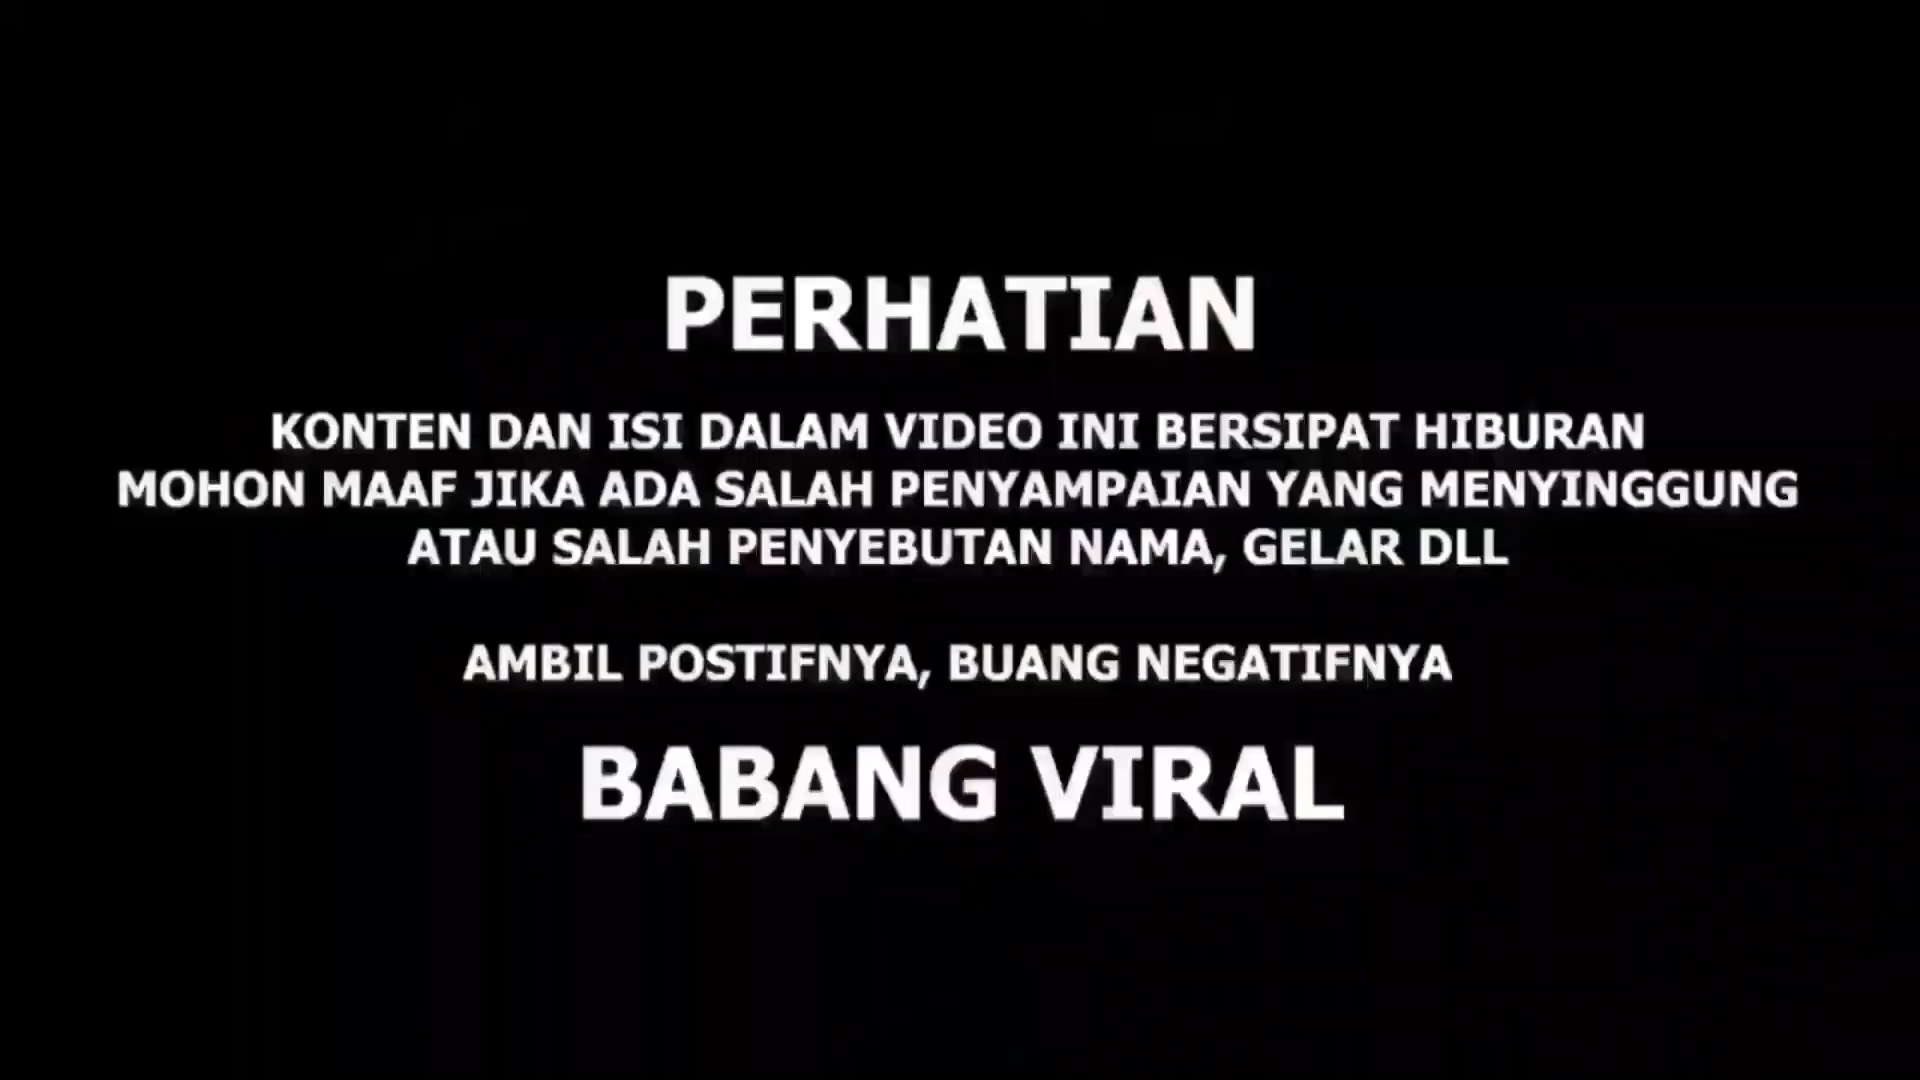 PERHATIAN
KONTEN DAN ISI DALAM VIDEO INI BERSIPAT HIBURAN
MOHON MAAF JIKA ADA SALAH PENYAMPAIAN YANG MENYINGGUNG
ATAU SALAH PENYEBUTAN NAMA, GELAR DLL
AMBIL POSTIFNYA, BUANG NEGATIFNYA
BABANG VIRAL